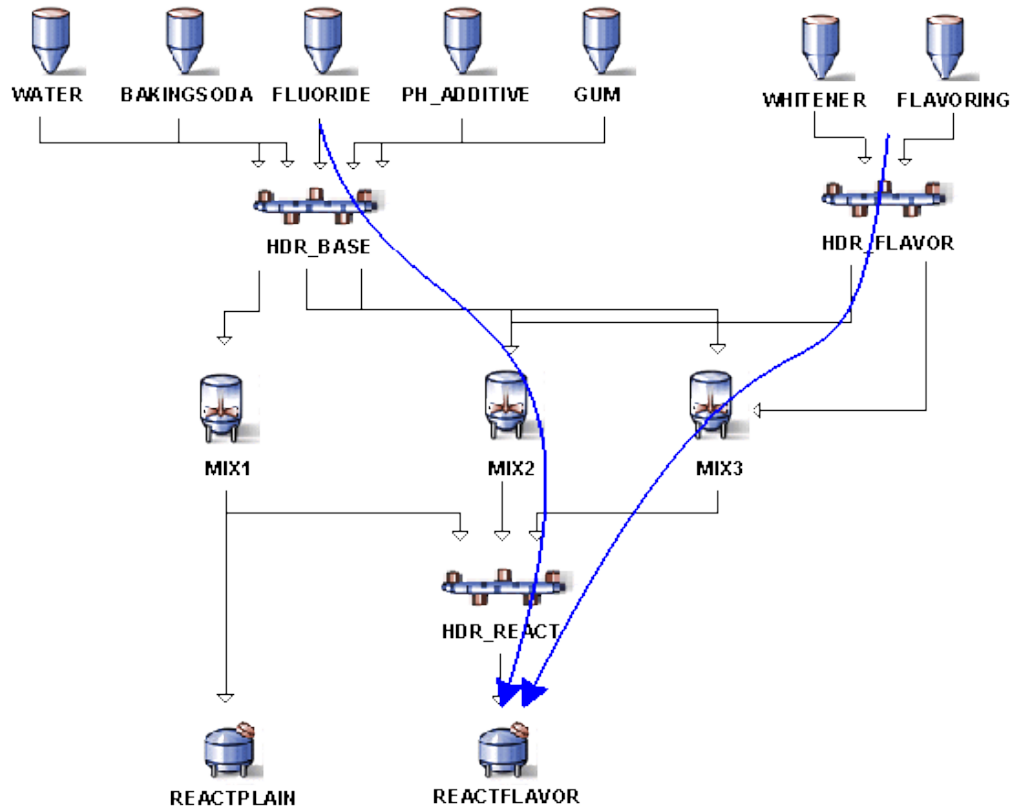 WATER BAKINGSODA FLUORIDE PH_ADDITIVE GUM
WHITENER FLAVORING
HDR_BASE HDR_FLAVOR
MIX1 MIX2 MIX3
HDR_REACT
REACTPLAIN REACTFLAVOR